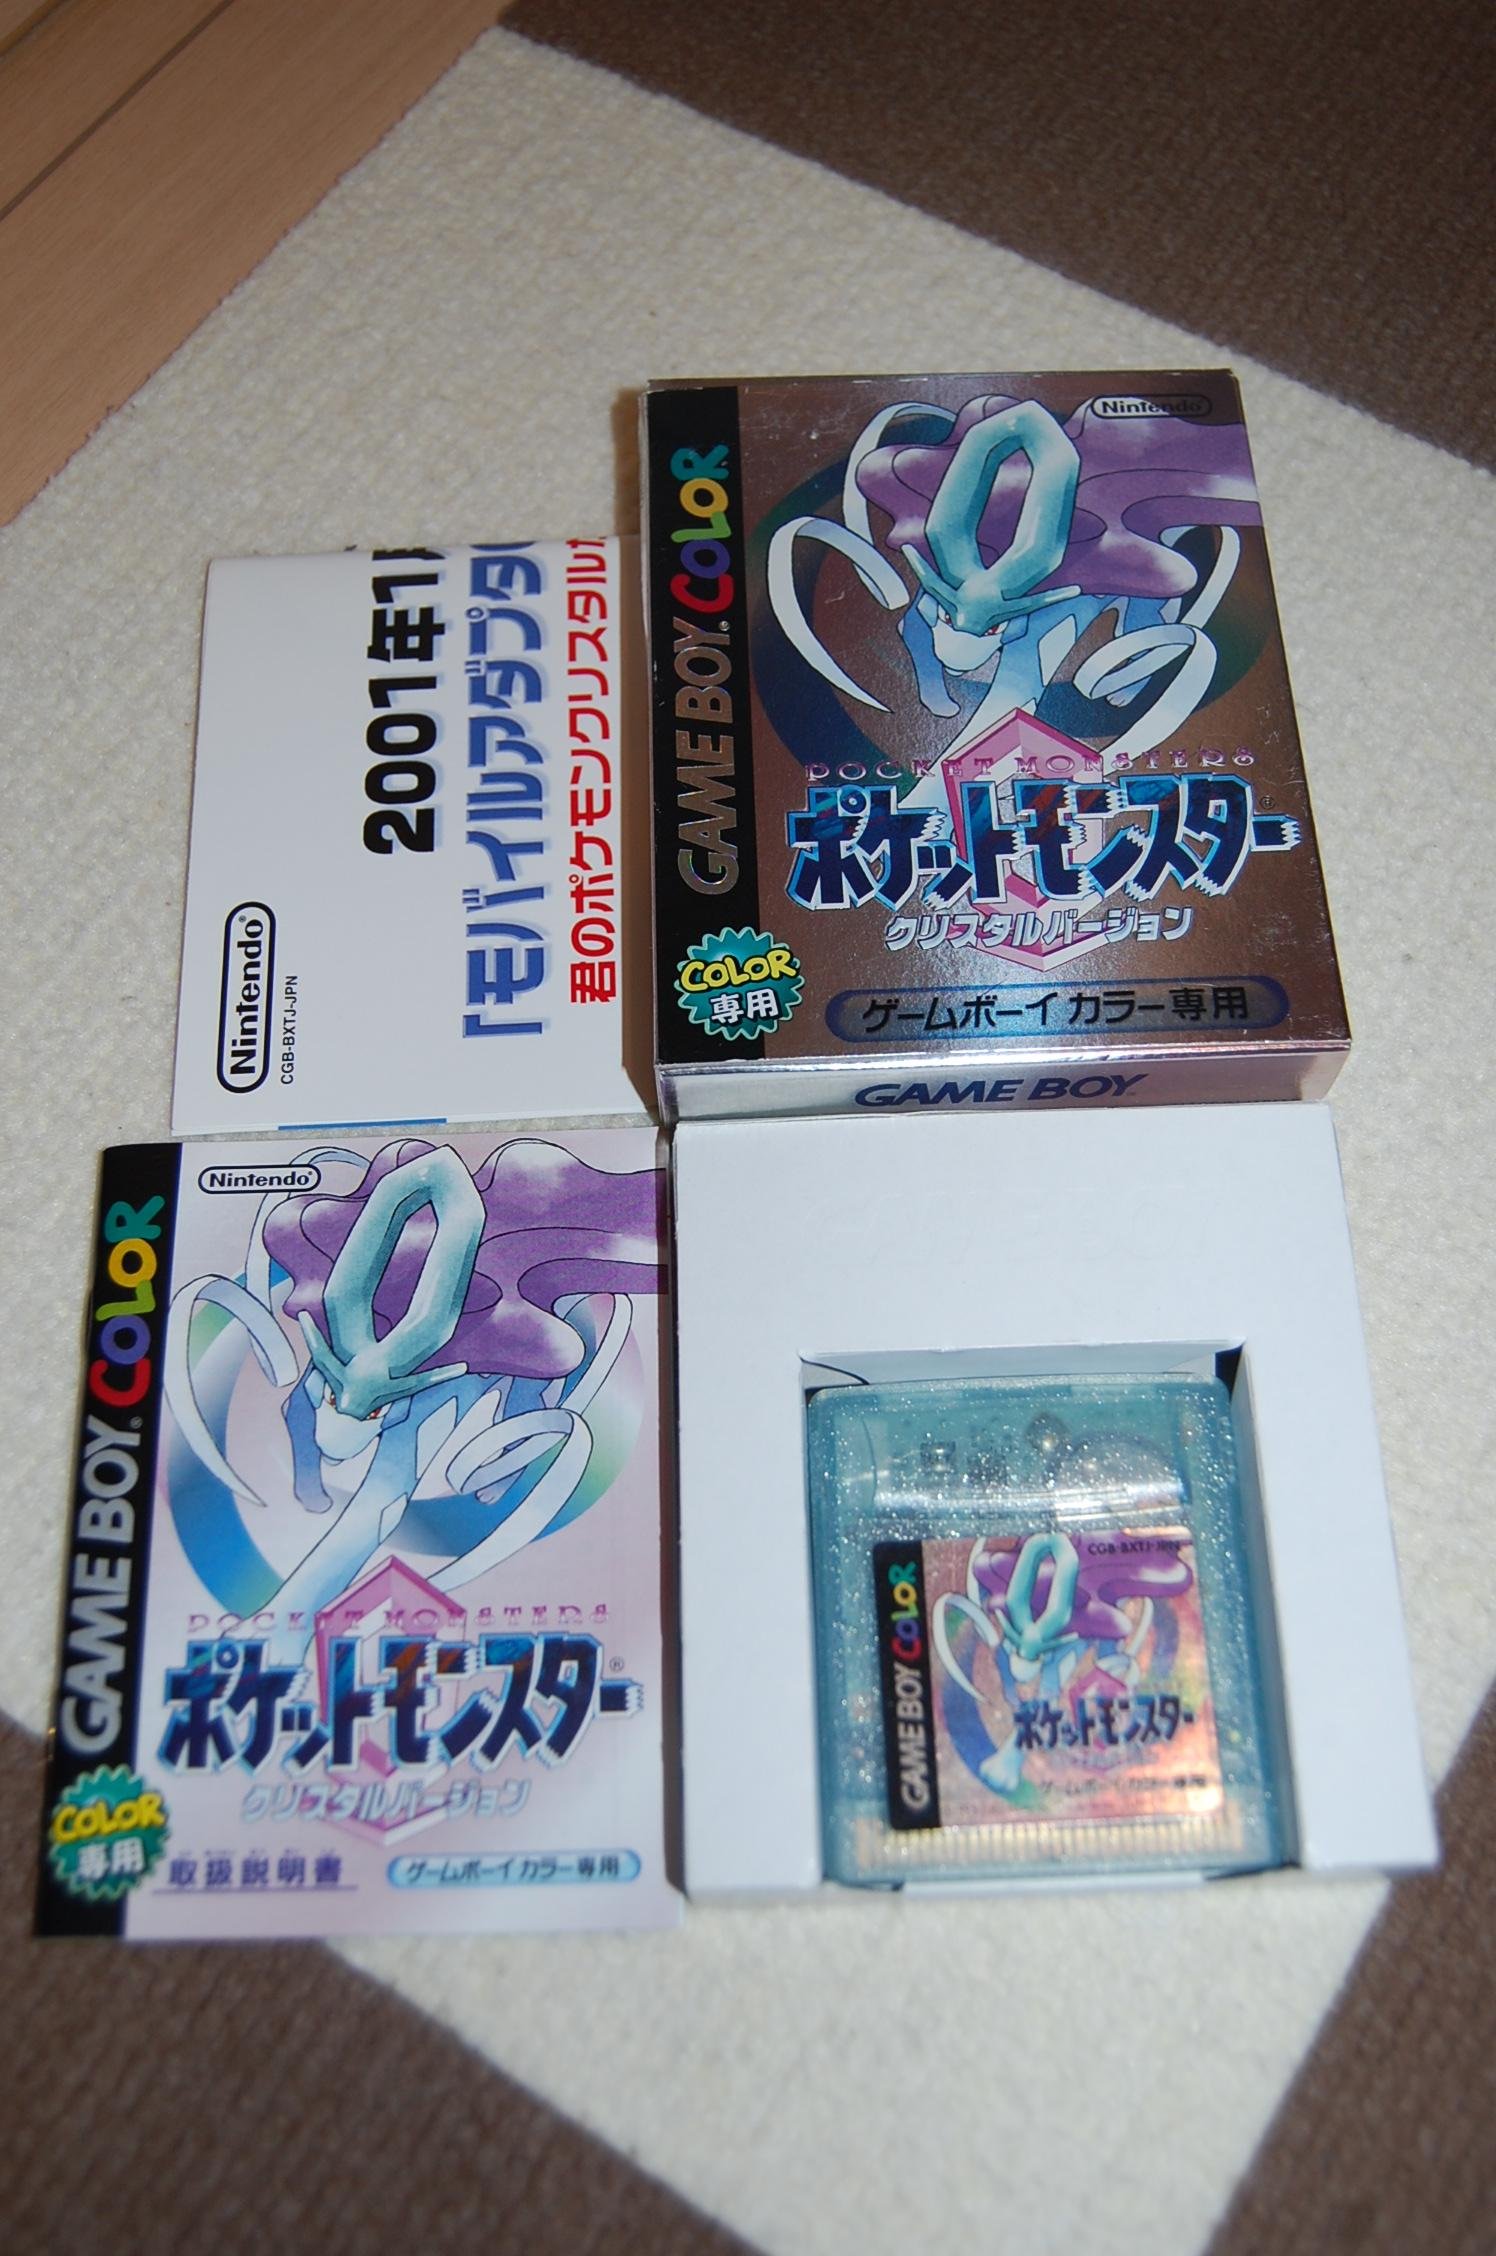 2001年1
「モバイルアダプタ
君のポケモンクリスタル
Nintendo®
CGB-BXTJ-JPN
Nintendo
GAME BOY COLOR
POCKET MONSTERS
ポケットモンスター®
クリスタルバージョン
COLOR
専用
ゲームボーイカラー専用
GAME BOY
Nintendo®
GAME BOY COLOR
POCKET MONSTERS
ポケットモンスター®
クリスタルバージョン
COLOR
専用
取扱説明書
ゲームボーイカラー専用
CGB-BXTJ-JPN
GAME BOY COLOR
ポケットモンスター
ゲームボーイカラー専用